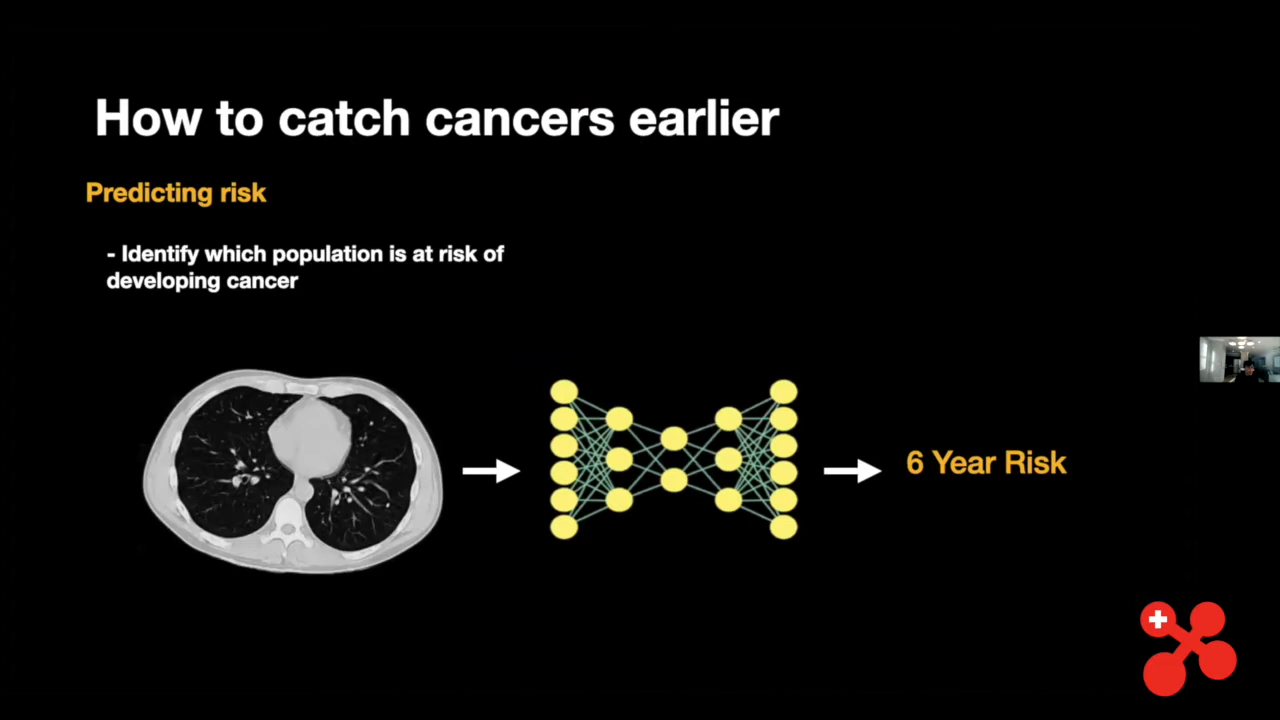 How to catch cancers earlier
Predicting risk
- Identify which population is at risk of
developing cancer
6 Year Risk